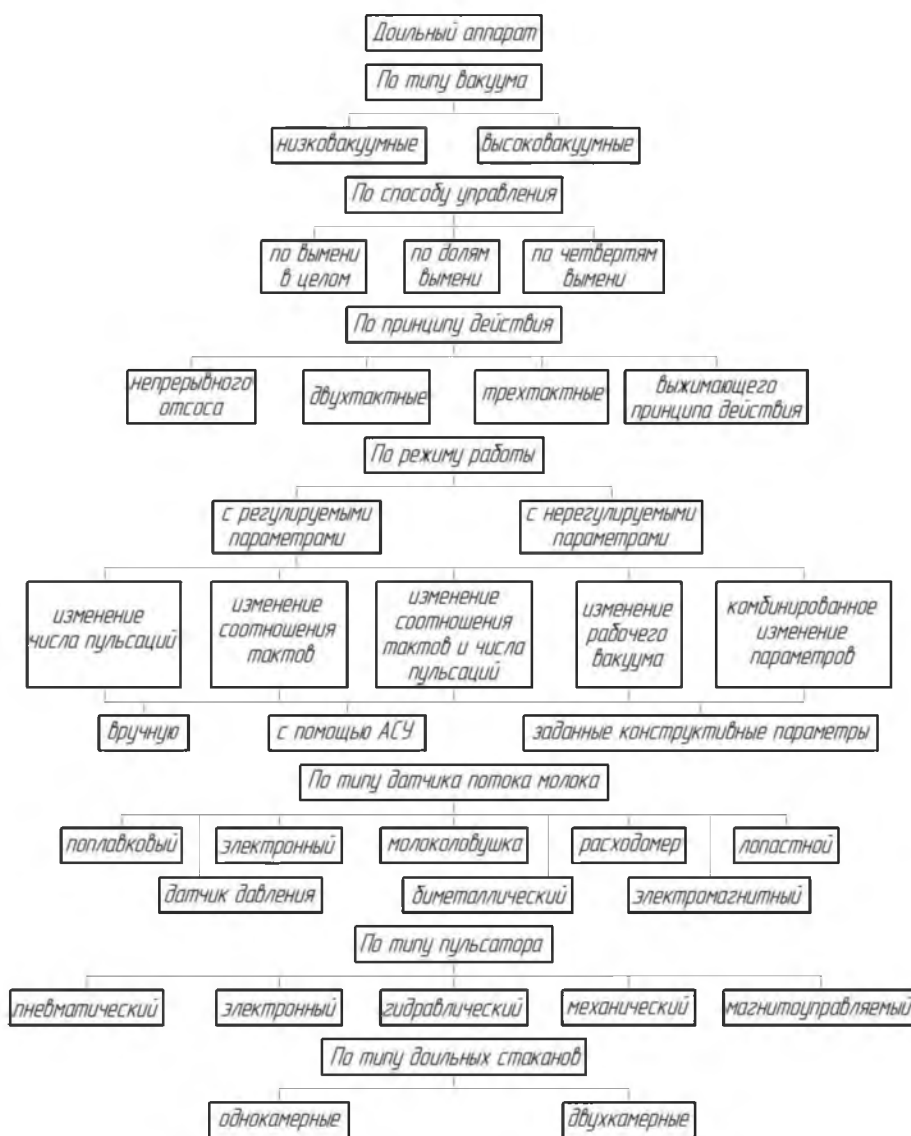 Доильный аппарат
По типу вакуума
низковакуумные
высоковакуумные
По способу управления
по вымени
в целом
по долям
вымени
по четвертям
вымени
По принципу действия
непрерывного
отсоса
двухтактные
трехтактные
выжимающего
принципа действия
По режиму работы
с регулируемыми
параметрами
с нерегулируемыми
параметрами
изменение
числа пульсаций
изменение
соотношения
тактов
изменение
соотношения
тактов и числа
пульсаций
изменение
рабочего
вакуума
комбинированное
изменение
параметров
вручную
с помощью АСУ
заданные конструктивные параметры
По типу датчика потока молока
поплавковый
электронный
молоколовушка
расходомер
лопастной
датчик давления
биметаллический
электромагнитный
По типу пульсатора
пневматический
электронный
гидравлический
механический
магнитоуправляемый
По типу доильных стаканов
однокамерные
двухкамерные